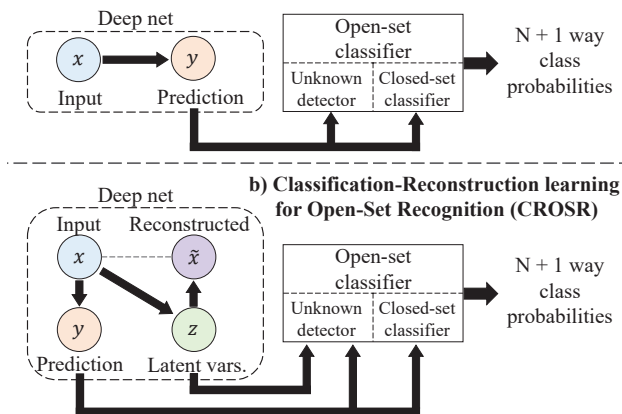 Deep net
x
y
Input
Prediction
Open-set
classifier
Unknown
detector
Closed-set
classifier
N + 1 way
class
probabilities
b) Classification-Reconstruction learning
for Open-Set Recognition (CROSR)
Deep net
Input
Reconstructed
x
x̃
y
z
Prediction
Latent vars.
Open-set
classifier
Unknown
detector
Closed-set
classifier
N + 1 way
class
probabilities